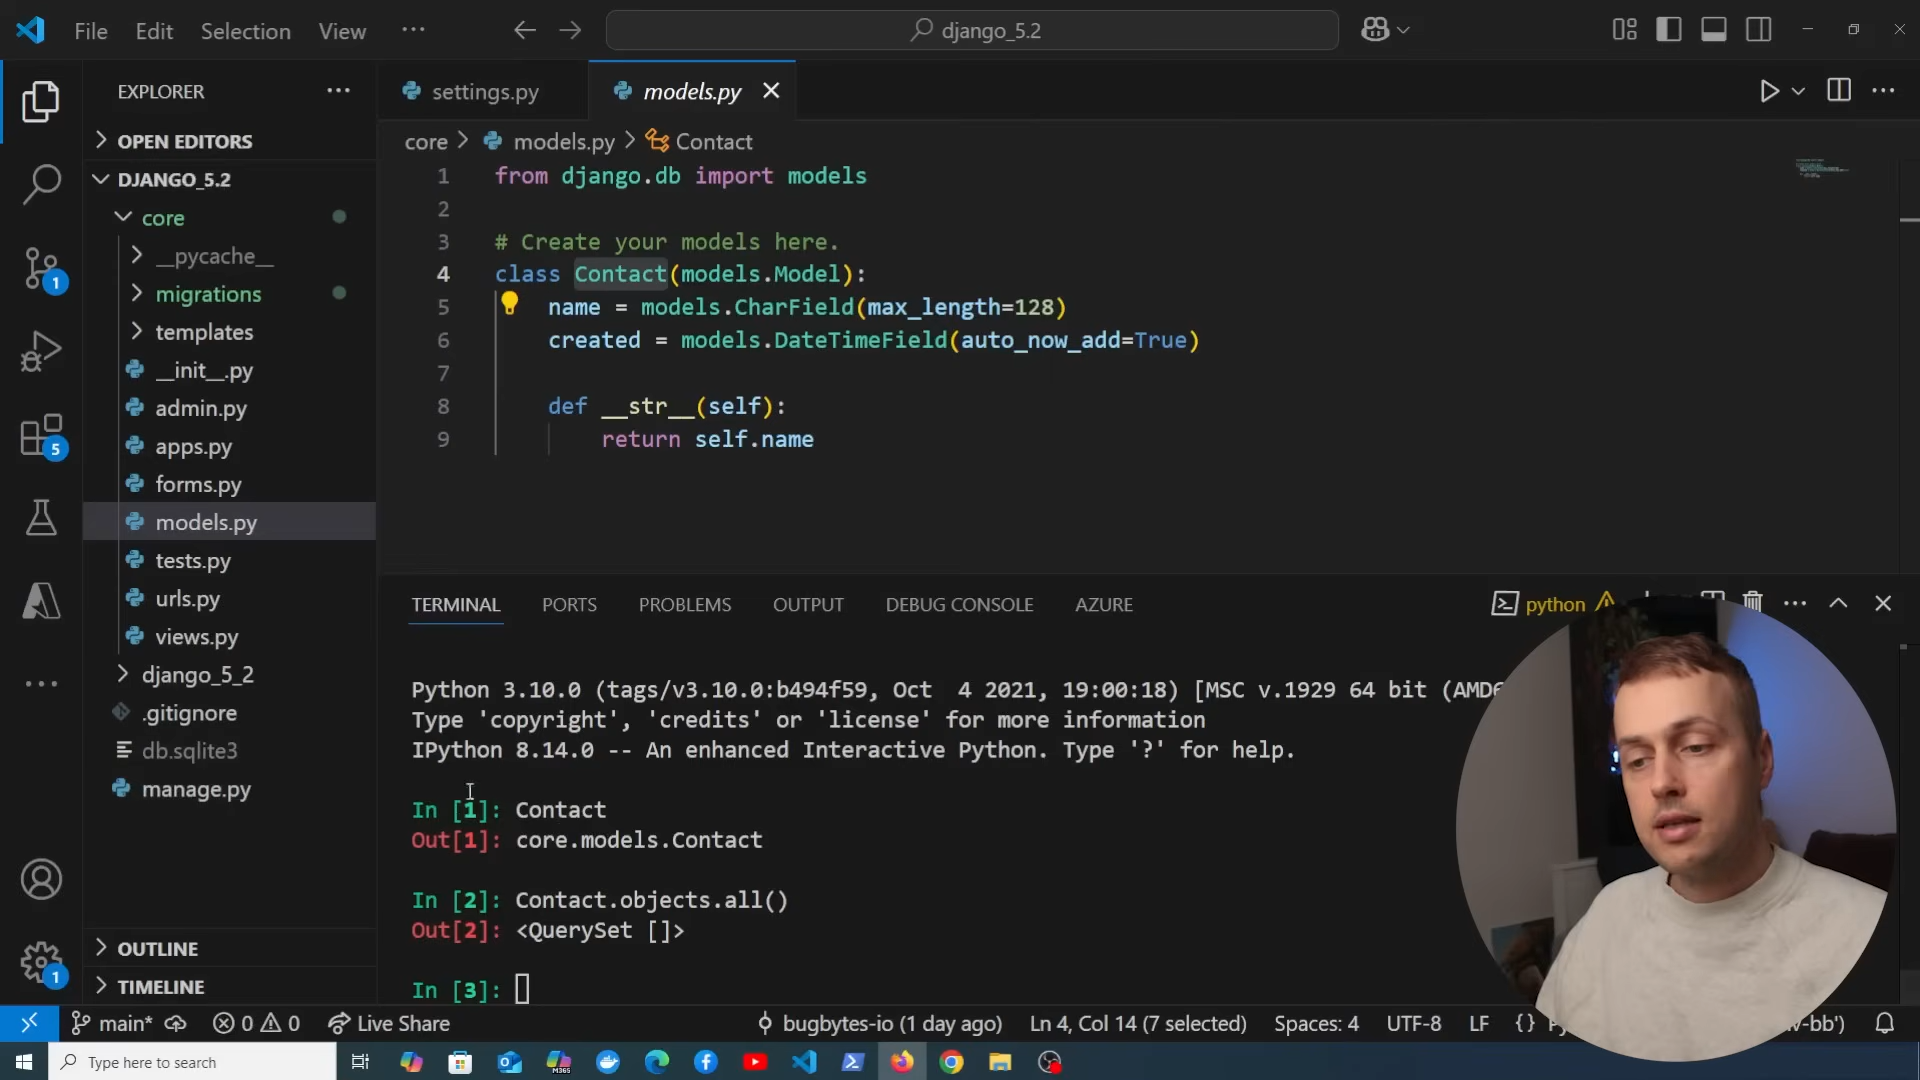 File Edit Selection View ··· django_5.2
EXPLORER ···
OPEN EDITORS
DJANGO_5.2
core
__pycache__
migrations
templates
__init__.py
admin.py
apps.py
forms.py
models.py
tests.py
urls.py
views.py
django_5_2
.gitignore
db.sqlite3
manage.py
OUTLINE
TIMELINE
1
5
1
settings.py models.py
core > models.py > Contact
1 from django.db import models
2
3 # Create your models here.
4 class Contact(models.Model):
5 name = models.CharField(max_length=128)
6 created = models.DateTimeField(auto_now_add=True)
7
8 def __str__(self):
9 return self.name
TERMINAL PORTS PROBLEMS OUTPUT DEBUG CONSOLE AZURE python
Python 3.10.0 (tags/v3.10.0:b494f59, Oct 4 2021, 19:00:18) [MSC v.1929 64 bit (AMD6
Type 'copyright', 'credits' or 'license' for more information
IPython 8.14.0 -- An enhanced Interactive Python. Type '?' for help.
In [1]: Contact
Out[1]: core.models.Contact
In [2]: Contact.objects.all()
Out[2]: <QuerySet []>
In [3]:
main* 0 0 Live Share bugbytes-io (1 day ago) Ln 4, Col 14 (7 selected) Spaces: 4 UTF-8 LF {} v-bb')
Type here to search